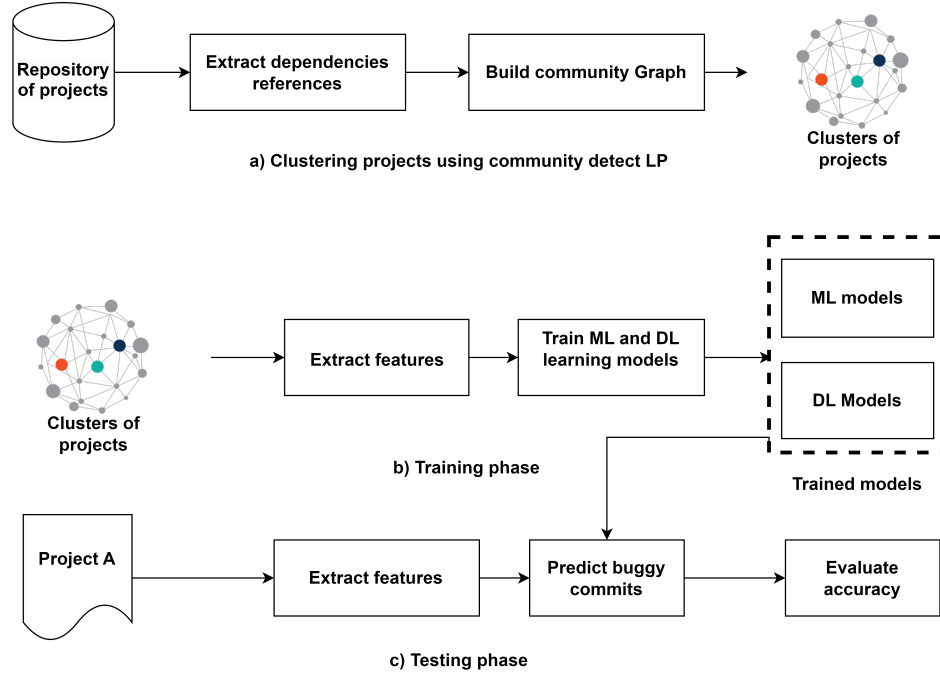 Repository
of projects
Extract dependencies
references
Build community Graph
Clusters of
projects
a) Clustering projects using community detect LP
Clusters of
projects
Extract features
Train ML and DL
learning models
ML models
DL Models
Trained models
b) Training phase
Project A
Extract features
Predict buggy
commits
Evaluate
accuracy
c) Testing phase